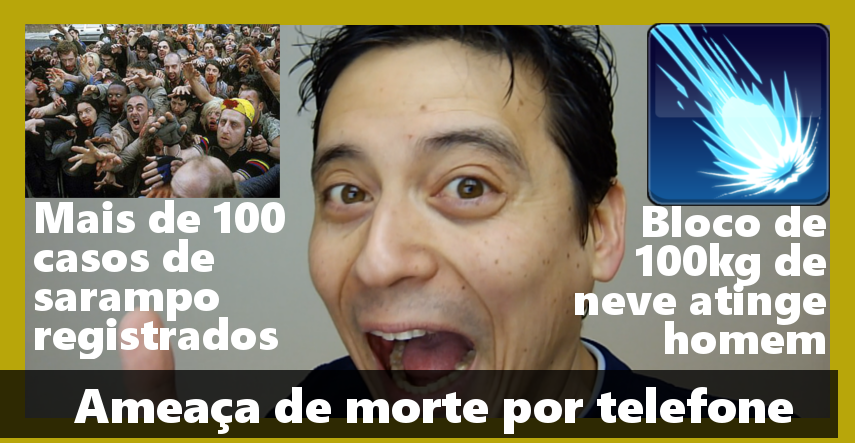 Mais de 100
casos de
sarampo
registrados
Bloco de
100kg de
neve atinge
homem
Ameaça de morte por telefone